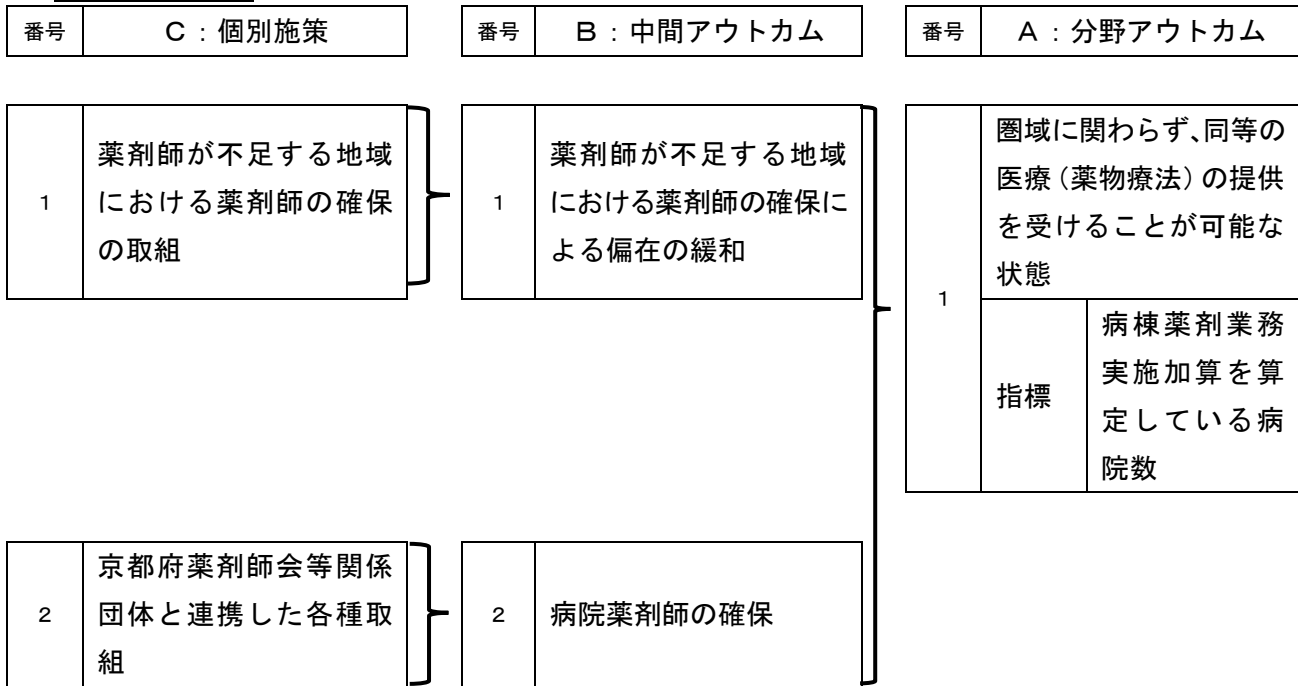 番号 C：個別施策 番号 B：中間アウトカム 番号 A：分野アウトカム
1
薬剤師が不足する地域
における薬剤師の確保
の取組
1
薬剤師が不足する地域
における薬剤師の確保に
よる偏在の緩和
1
圏域に関わらず、同等の
医療（薬物療法）の提供
を受けることが可能な
状態
指標
病棟薬剤業務
実施加算を算
定している病
院数
2
京都府薬剤師会等関係
団体と連携した各種取
組
2
病院薬剤師の確保